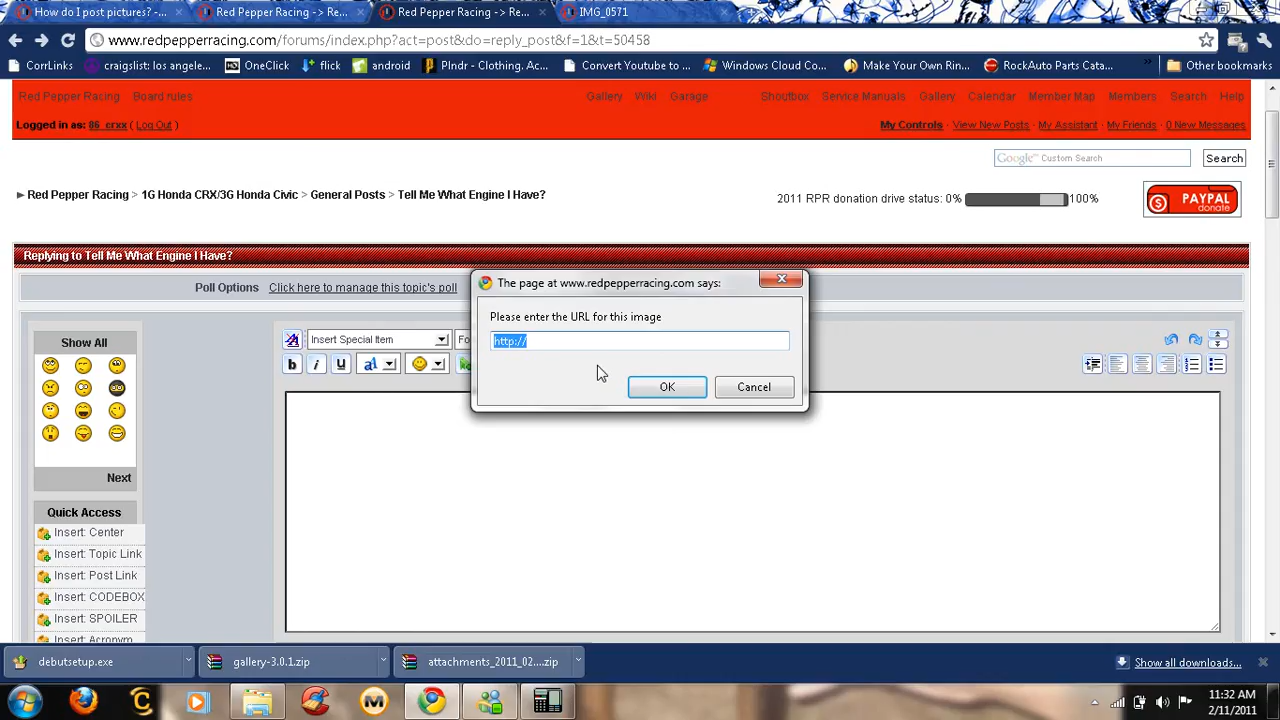 How do I post pictures? -...
Red Pepper Racing -> Re...
Red Pepper Racing -> Re...
IMG_0571
www.redpepperracing.com/forums/index.php?act=post&do=reply_post&f=1&t=50458
CorrLinks
craigslist: los angele...
OneClick
flick
android
Plndr - Clothing. Ac...
Convert Youtube to ...
Windows Cloud Co...
Make Your Own Rin...
RockAuto Parts Cata...
»
Other bookmarks
Red Pepper Racing Board rules
Gallery Wiki Garage
Shoutbox Service Manuals Gallery Calendar Member Map Members Search Help
Logged in as: 86_crxx ( Log Out )
My Controls · View New Posts · My Assistant · My Friends · 0 New Messages
Google™ Custom Search
Search
Red Pepper Racing > 1G Honda CRX/3G Honda Civic > General Posts > Tell Me What Engine I Have?
2011 RPR donation drive status: 0% 100%
PAYPAL
donate
Replying to Tell Me What Engine I Have?
Poll Options Click here to manage this topic's poll
The page at www.redpepperracing.com says:
Please enter the URL for this image
http://
OK
Cancel
Show All
Next
Insert Special Item
Fo
b i u a
Quick Access
Insert: Center
Insert: Topic Link
Insert: Post Link
Insert: CODEBOX
Insert: SPOILER
Insert: Acronym
debutsetup.exe
gallery-3.0.1.zip
attachments_2011_02....zip
Show all downloads...
11:32 AM
2/11/2011